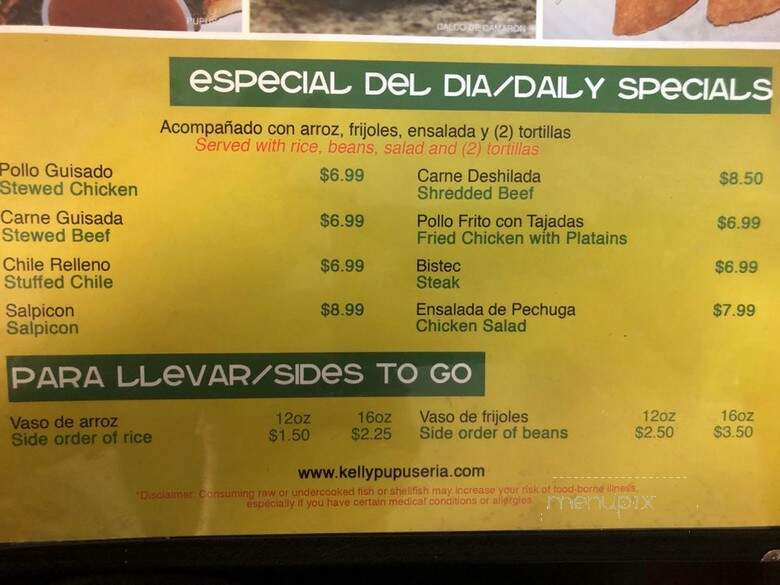 PUPU
CALDO DE CAMARON
ESPECIAL DEL DIA/DAILY SPECIALS
Acompañado con arroz, frijoles, ensalada y (2) tortillas
Served with rice, beans, salad and (2) tortillas
Pollo Guisado $6.99
Stewed Chicken
Carne Guisada $6.99
Stewed Beef
Chile Relleno $6.99
Stuffed Chile
Salpicon $8.99
Salpicon
Carne Deshilada $8.50
Shredded Beef
Pollo Frito con Tajadas $6.99
Fried Chicken with Platains
Bistec $6.99
Steak
Ensalada de Pechuga $7.99
Chicken Salad
PARA LLEVAR/SIDES TO GO
Vaso de arroz 12oz 16oz
Side order of rice $1.50 $2.25
Vaso de frijoles 12oz 16oz
Side order of beans $2.50 $3.50
www.kellypupuseria.com
*Disclaimer: Consuming raw or undercooked fish or shellfish may increase your risk of food-borne illness,
especially if you have certain medical conditions or allergies.
menupix